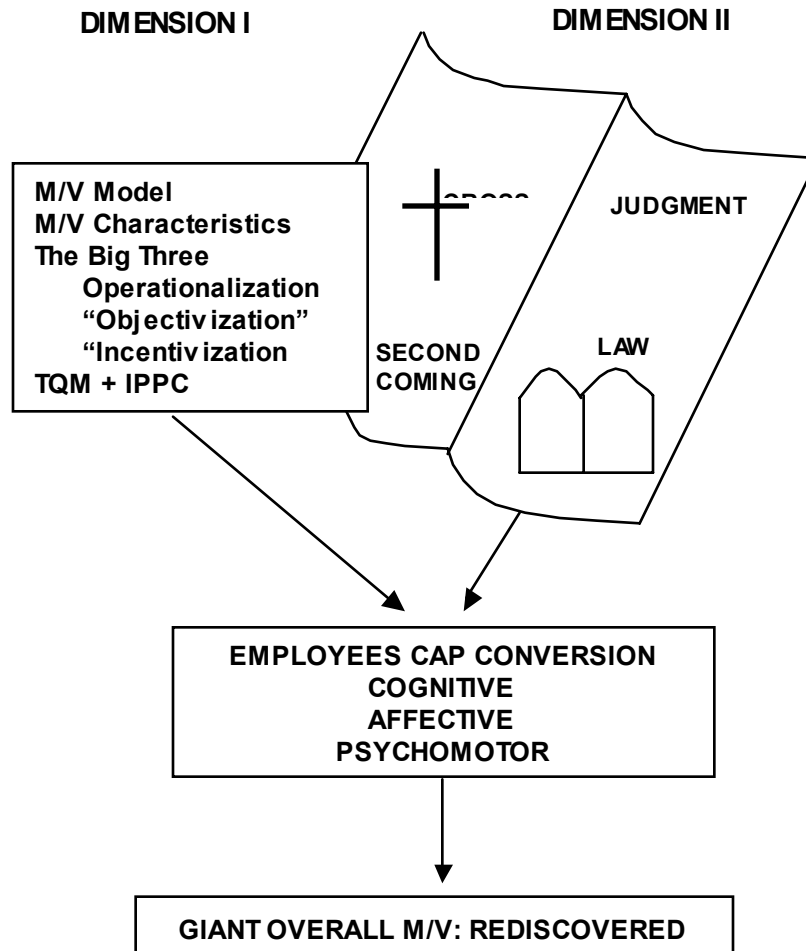 DIMENSION I
DIMENSION II
M/V Model
M/V Characteristics
The Big Three
Operationalization
“Objectivization”
“Incentivization
TQM + IPPC
JUDGMENT
SECOND
COMING
LAW
EMPLOYEES CAP CONVERSION
COGNITIVE
AFFECTIVE
PSYCHOMOTOR
GIANT OVERALL M/V: REDISCOVERED